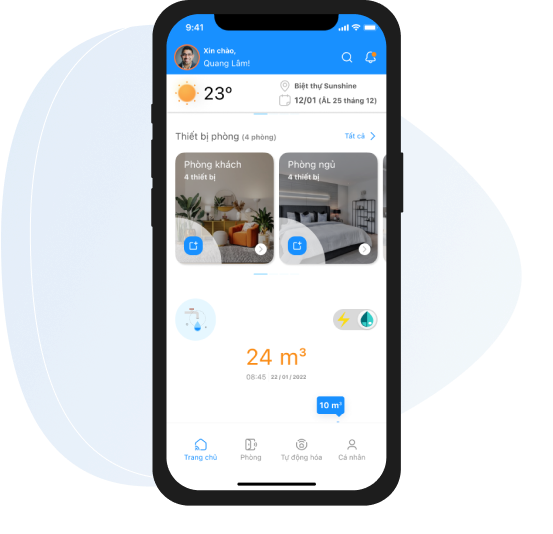 9:41
Xin chào,
Quang Lâm!
23°
Biệt thự Sunshine
12/01 (ÂL 25 tháng 12)
Thiết bị phòng (4 phòng)
Tất cả
Phòng khách
4 thiết bị
Phòng ngủ
4 thiết bị
24 m³
08:45 22 / 01 / 2022
10 m³
Trang chủ
Phòng
Tự động hóa
Cá nhân